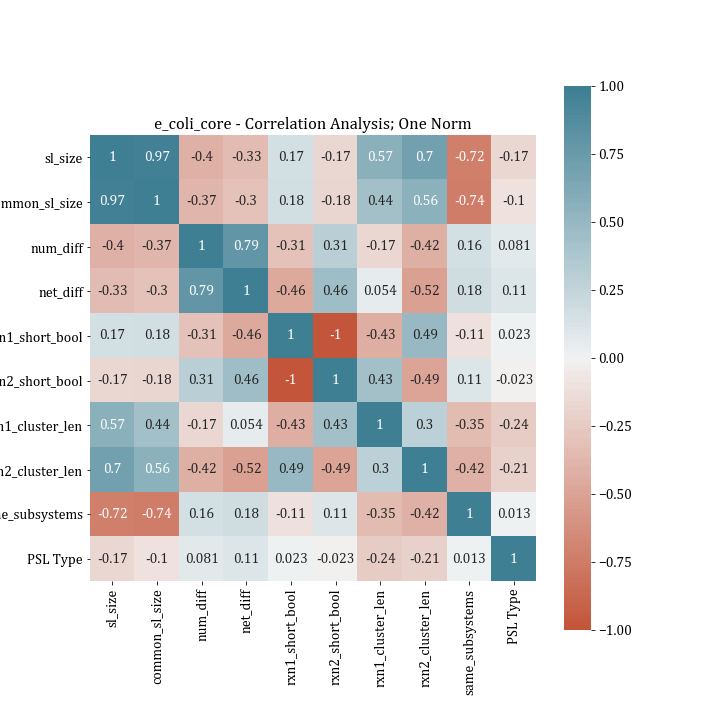 e_coli_core - Correlation Analysis; One Norm
sl_size 1 0.97 -0.4 -0.33 0.17 -0.17 0.57 0.7 -0.72 -0.17
mmon_sl_size 0.97 1 -0.37 -0.3 0.18 -0.18 0.44 0.56 -0.74 -0.1
num_diff -0.4 -0.37 1 0.79 -0.31 0.31 -0.17 -0.42 0.16 0.081
net_diff -0.33 -0.3 0.79 1 -0.46 0.46 0.054 -0.52 0.18 0.11
n1_short_bool 0.17 0.18 -0.31 -0.46 1 -1 -0.43 0.49 -0.11 0.023
n2_short_bool -0.17 -0.18 0.31 0.46 -1 1 0.43 -0.49 0.11 -0.023
n1_cluster_len 0.57 0.44 -0.17 0.054 -0.43 0.43 1 0.3 -0.35 -0.24
n2_cluster_len 0.7 0.56 -0.42 -0.52 0.49 -0.49 0.3 1 -0.42 -0.21
ne_subsystems -0.72 -0.74 0.16 0.18 -0.11 0.11 -0.35 -0.42 1 0.013
PSL Type -0.17 -0.1 0.081 0.11 0.023 -0.023 -0.24 -0.21 0.013 1
sl_size
common_sl_size
num_diff
net_diff
rxn1_short_bool
rxn2_short_bool
rxn1_cluster_len
rxn2_cluster_len
same_subsystems
PSL Type
1.00
0.75
0.50
0.25
0.00
−0.25
−0.50
−0.75
−1.00